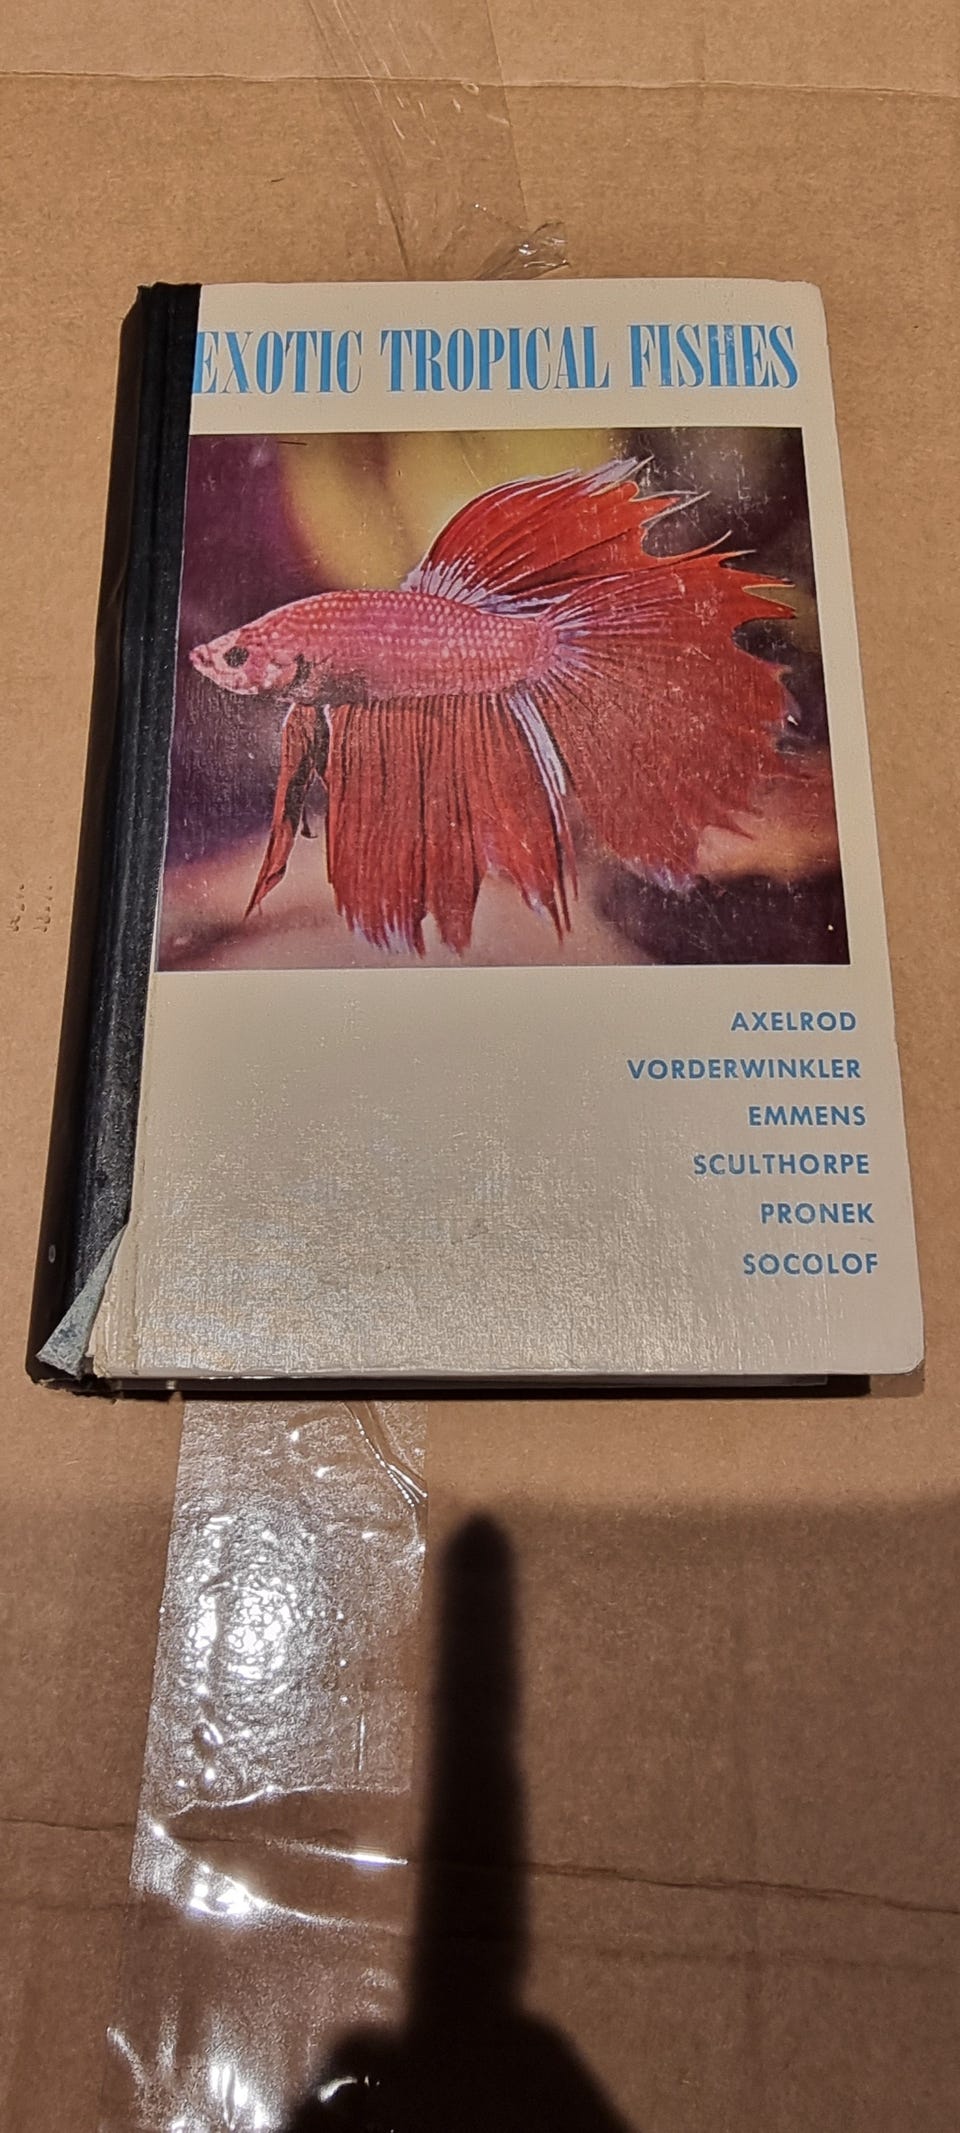 EXOTIC TROPICAL FISHES
AXELROD
VORDERWINKLER
EMMENS
SCULTHORPE
PRONEK
SOCOLOF